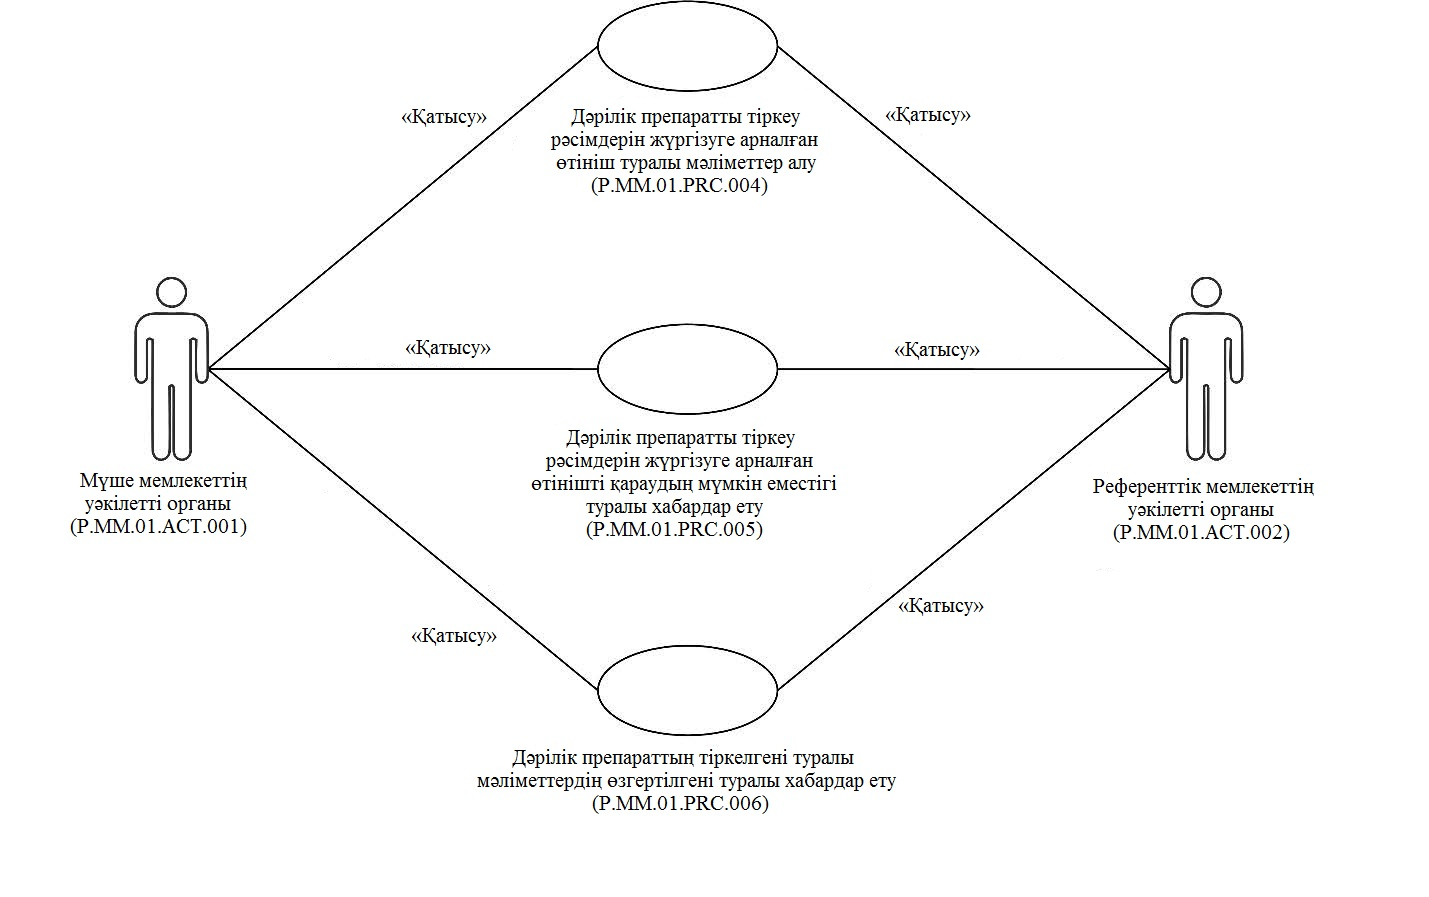 «Қатысу»
«Қатысу»
Дәрілік препаратты тіркеу
рәсімдерін жүргізуге арналған
өтініш туралы мәліметтер алу
(P.MM.01.PRC.004)
«Қатысу»
«Қатысу»
Дәрілік препаратты тіркеу
рәсімдерін жүргізуге арналған
өтінішті қараудың мүмкін еместігі
туралы хабардар ету
(P.MM.01.PRC.005)
Мүше мемлекеттің
уәкілетті органы
(P.MM.01.ACT.001)
Референттік мемлекеттің
уәкілетті органы
(P.MM.01.ACT.002)
«Қатысу»
«Қатысу»
Дәрілік препараттың тіркелгені туралы
мәліметтердің өзгертілгені туралы хабардар ету
(P.MM.01.PRC.006)